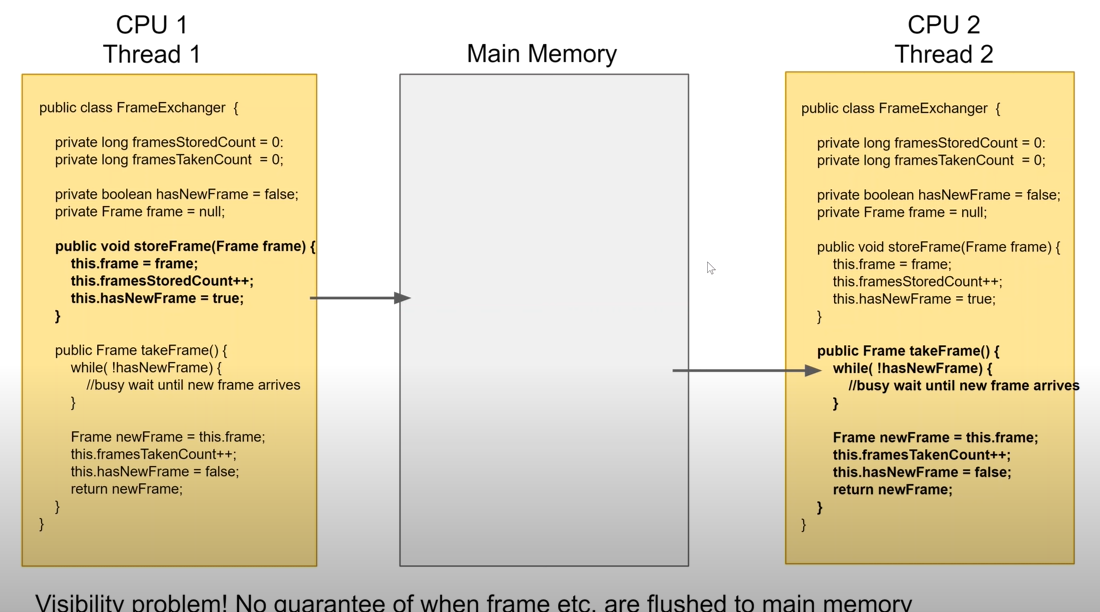 CPU 1
Thread 1
public class FrameExchanger {
private long framesStoredCount = 0:
private long framesTakenCount = 0;
private boolean hasNewFrame = false;
private Frame frame = null;
public void storeFrame(Frame frame) {
this.frame = frame;
this.framesStoredCount++;
this.hasNewFrame = true;
}
public Frame takeFrame() {
while( !hasNewFrame) {
//busy wait until new frame arrives
}
Frame newFrame = this.frame;
this.framesTakenCount++;
this.hasNewFrame = false;
return newFrame;
}
}
Main Memory
CPU 2
Thread 2
public class FrameExchanger {
private long framesStoredCount = 0:
private long framesTakenCount = 0;
private boolean hasNewFrame = false;
private Frame frame = null;
public void storeFrame(Frame frame) {
this.frame = frame;
this.framesStoredCount++;
this.hasNewFrame = true;
}
public Frame takeFrame() {
while( !hasNewFrame) {
//busy wait until new frame arrives
}
Frame newFrame = this.frame;
this.framesTakenCount++;
this.hasNewFrame = false;
return newFrame;
}
}
Visibility problem! No guarantee of when frame etc. are flushed to main memory